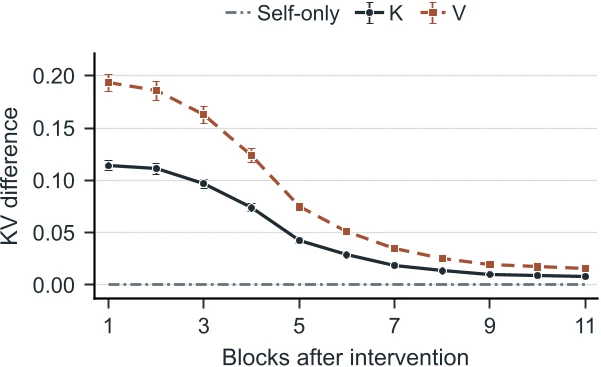 Self-only K V
0.20
0.15
0.10
0.05
0.00
KV difference
1 3 5 7 9 11
Blocks after intervention